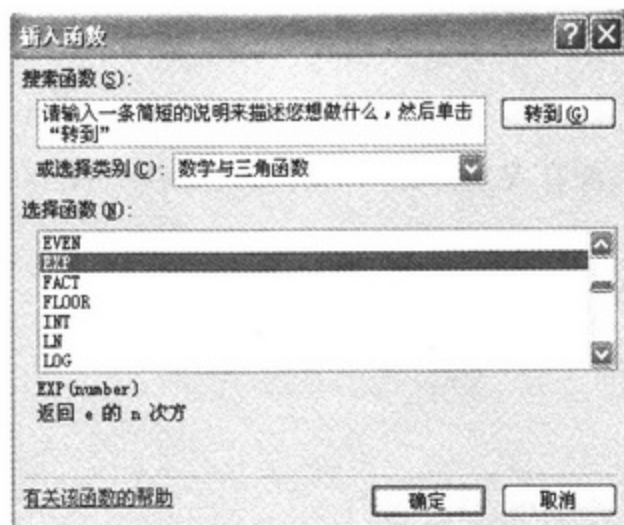 插入函数
搜索函数(S):
请输入一条简短的说明来描述您想做什么，然后单击
“转到”
转到(G)
或选择类别(C): 数学与三角函数
选择函数(N):
EVEN
EXP
FACT
FLOOR
INT
LN
LOG
EXP(number)
返回 e 的 n 次方
有关该函数的帮助
确定
取消